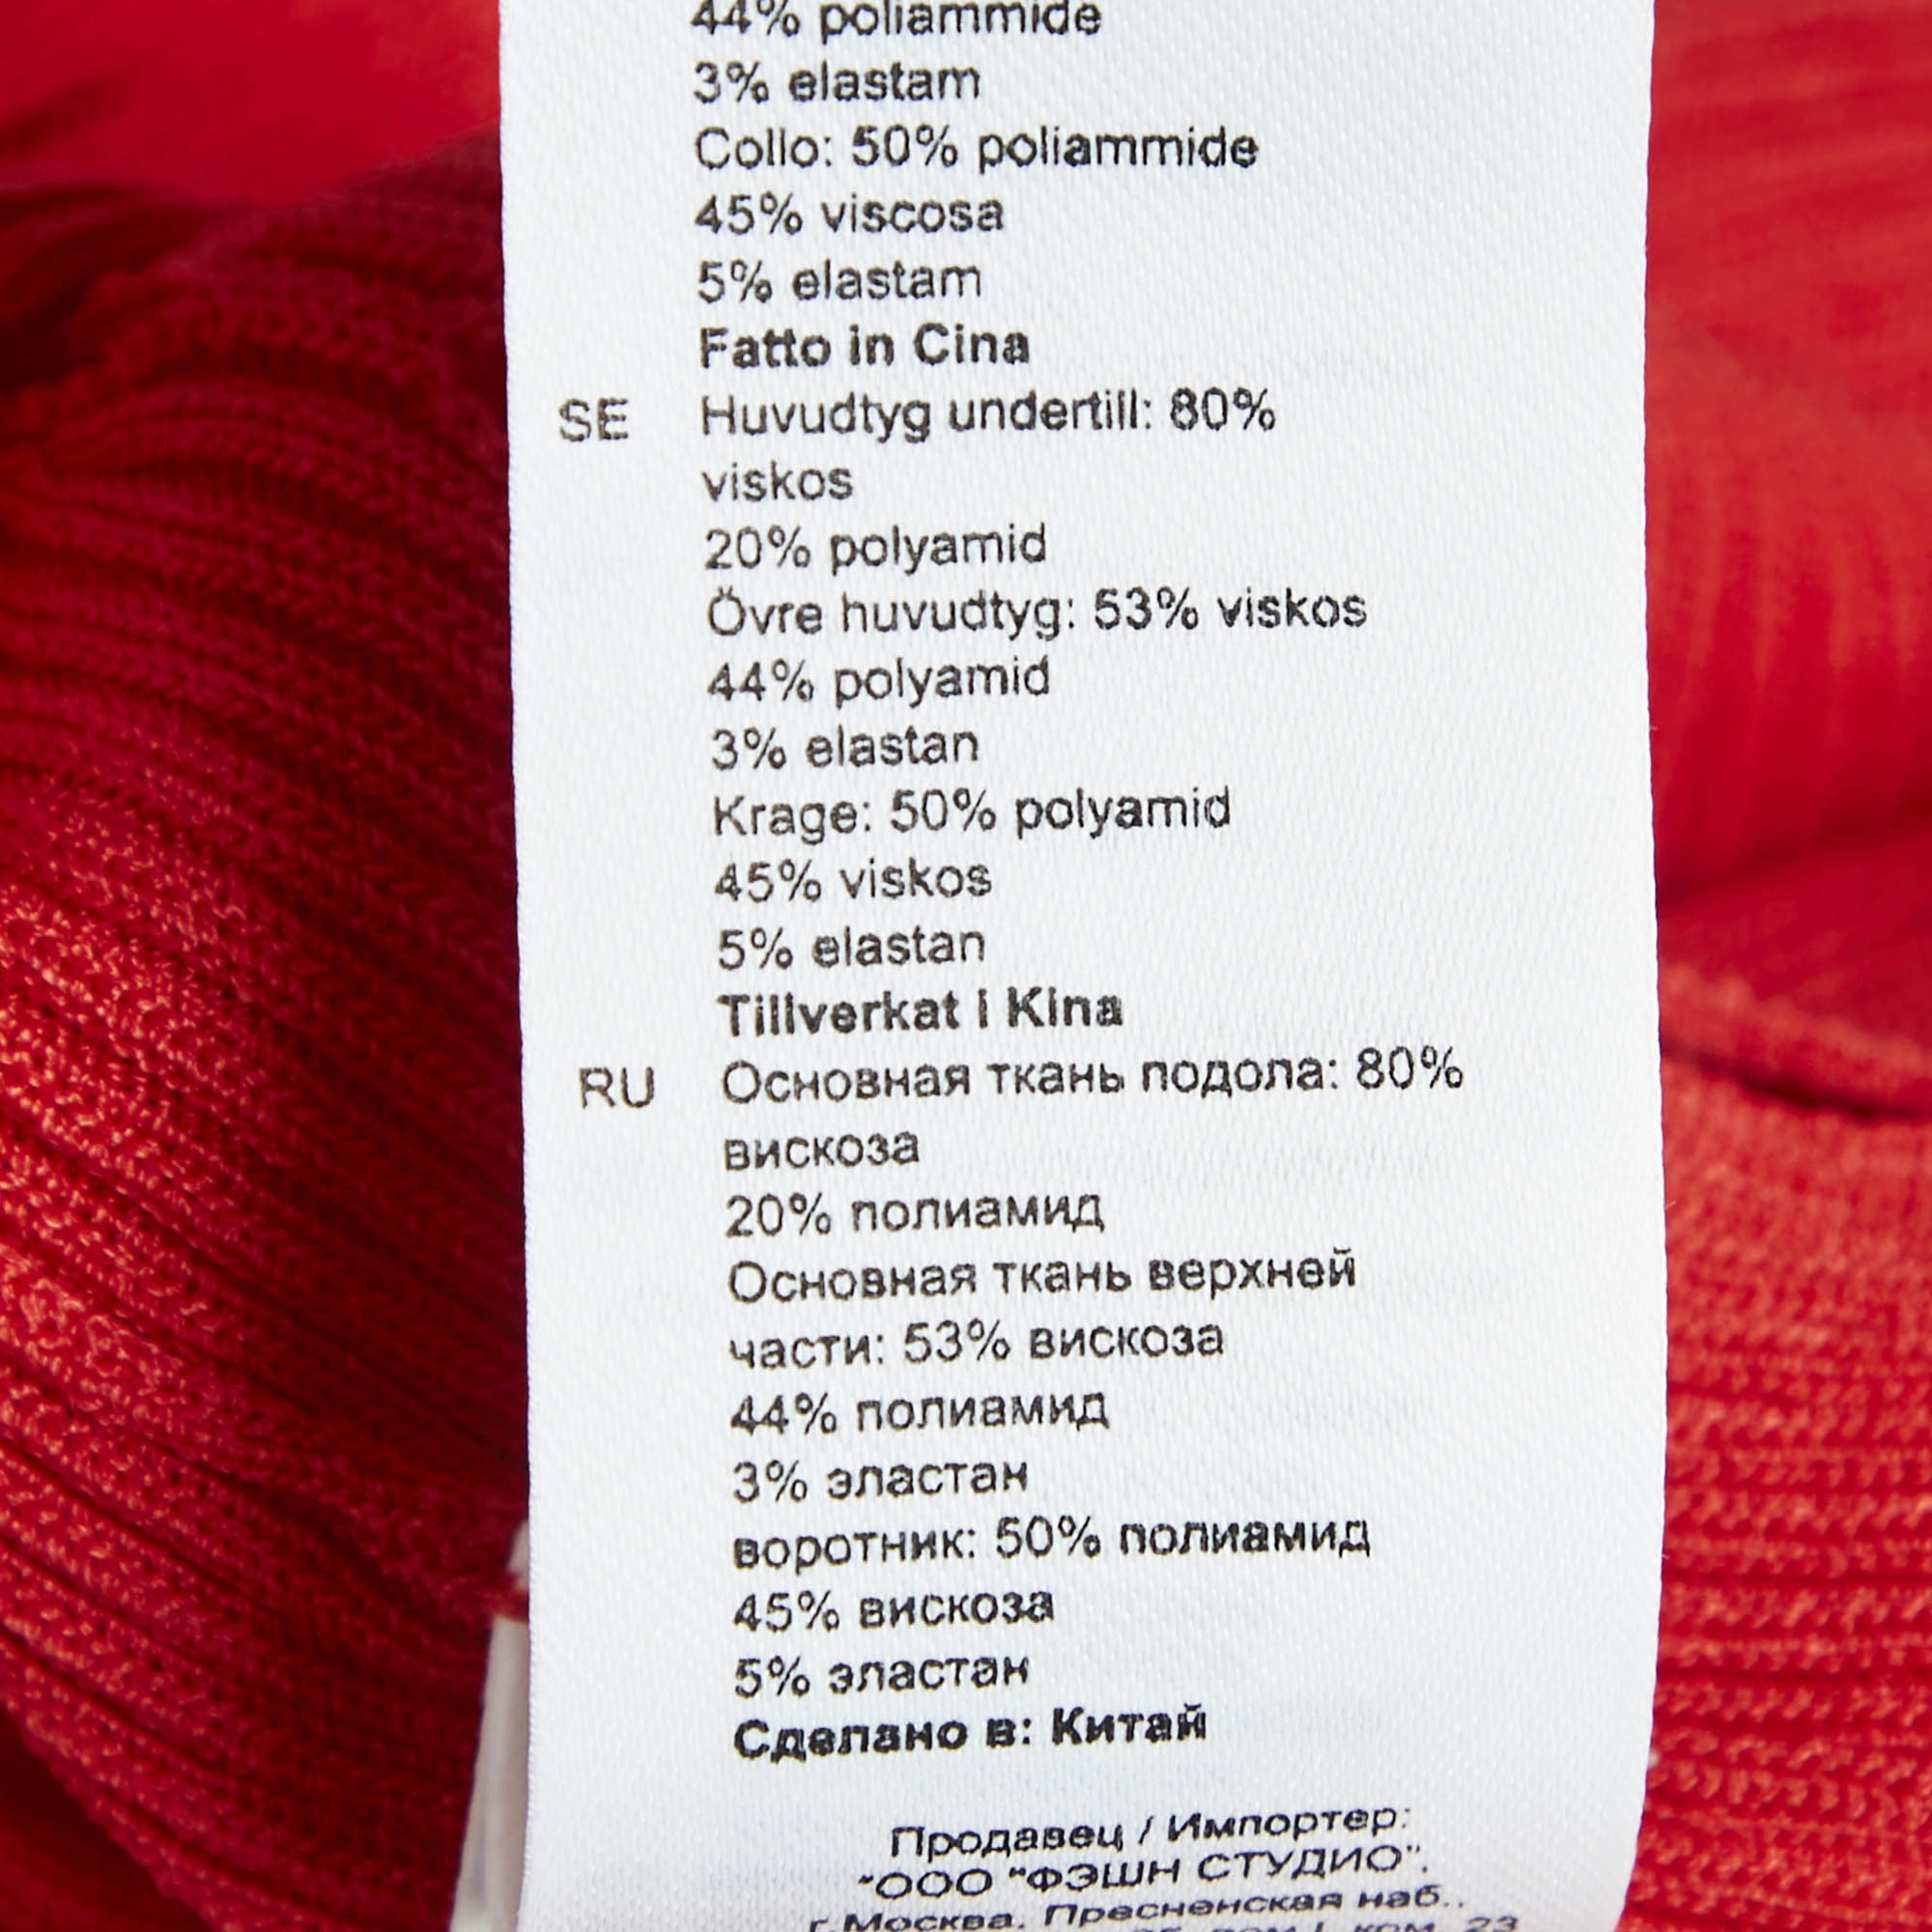 44% poliammide
3% elastam
Collo: 50% poliammide
45% viscosa
5% elastam
Fatto in Cina
SE Huvudtyg undertill: 80%
viskos
20% polyamid
Övre huvudtyg: 53% viskos
44% polyamid
3% elastan
Krage: 50% polyamid
45% viskos
5% elastan
Tillverkat i Kina
RU Основная ткань подола: 80%
вискоза
20% полиамид
Основная ткань верхней
части: 53% вискоза
44% полиамид
3% эластан
воротник: 50% полиамид
45% вискоза
5% эластан
Сделано в: Китай
Продавец / Импортер:
"ООО "ФЭШН СТУДИО",
г.Москва, Пресненская наб.,
ком. 23